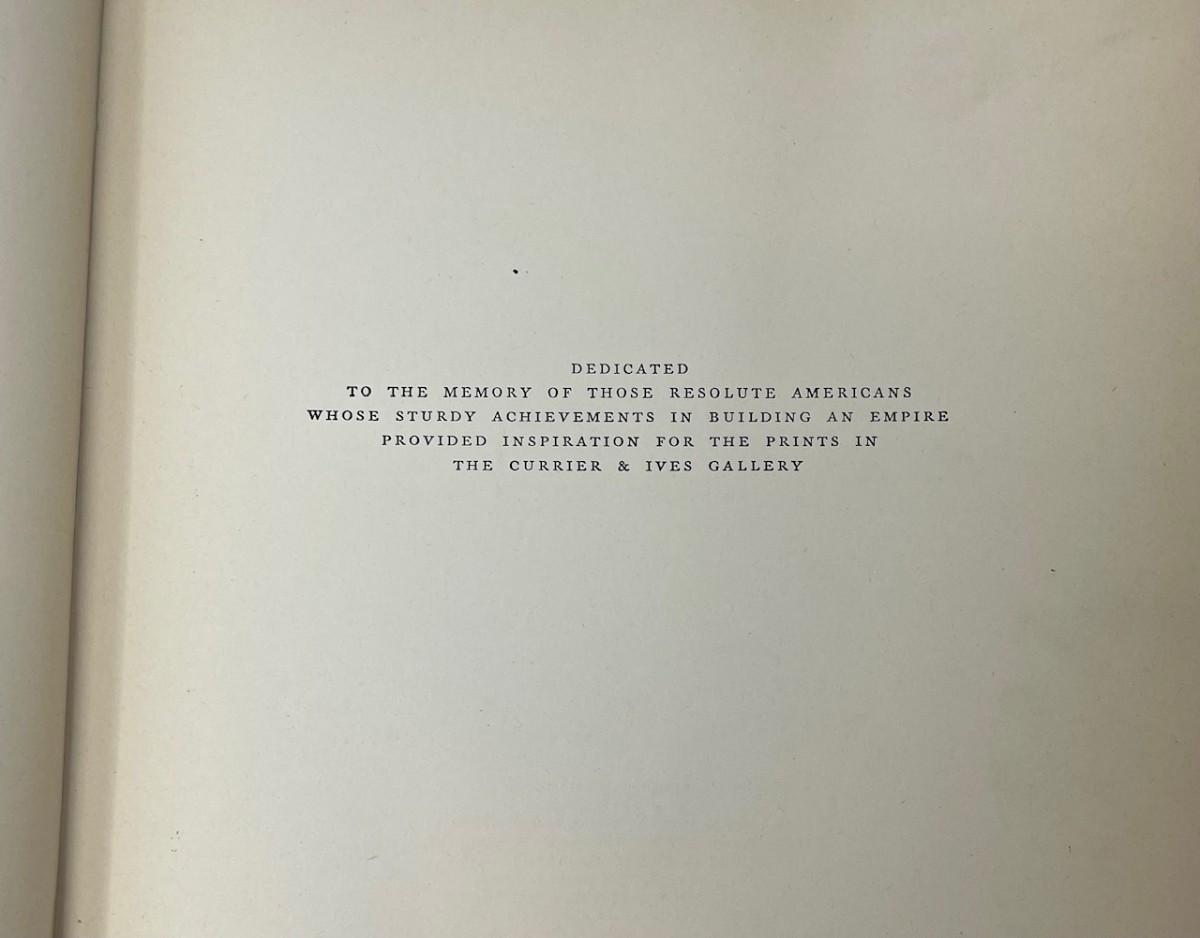 DEDICATED
TO THE MEMORY OF THOSE RESOLUTE AMERICANS
WHOSE STURDY ACHIEVEMENTS IN BUILDING AN EMPIRE
PROVIDED INSPIRATION FOR THE PRINTS IN
THE CURRIER & IVES GALLERY